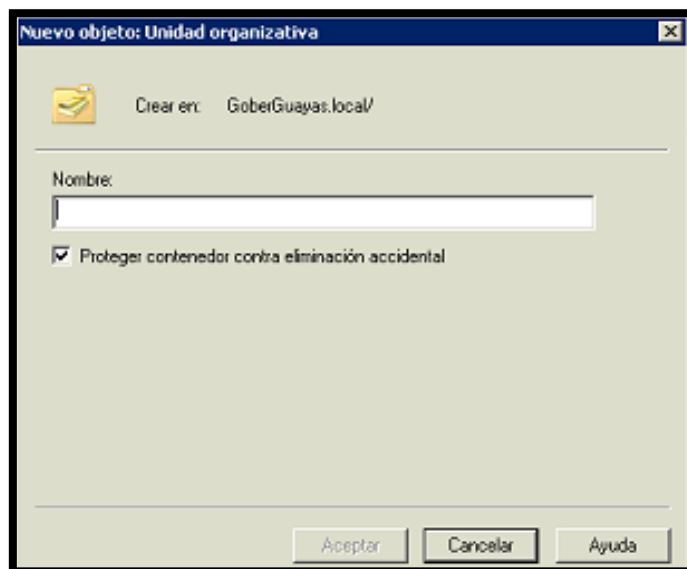 Nuevo objeto: Unidad organizativa
Crear en: GoberGuayas.local/
Nombre:
Proteger contenedor contra eliminación accidental
Aceptar Cancelar Ayuda